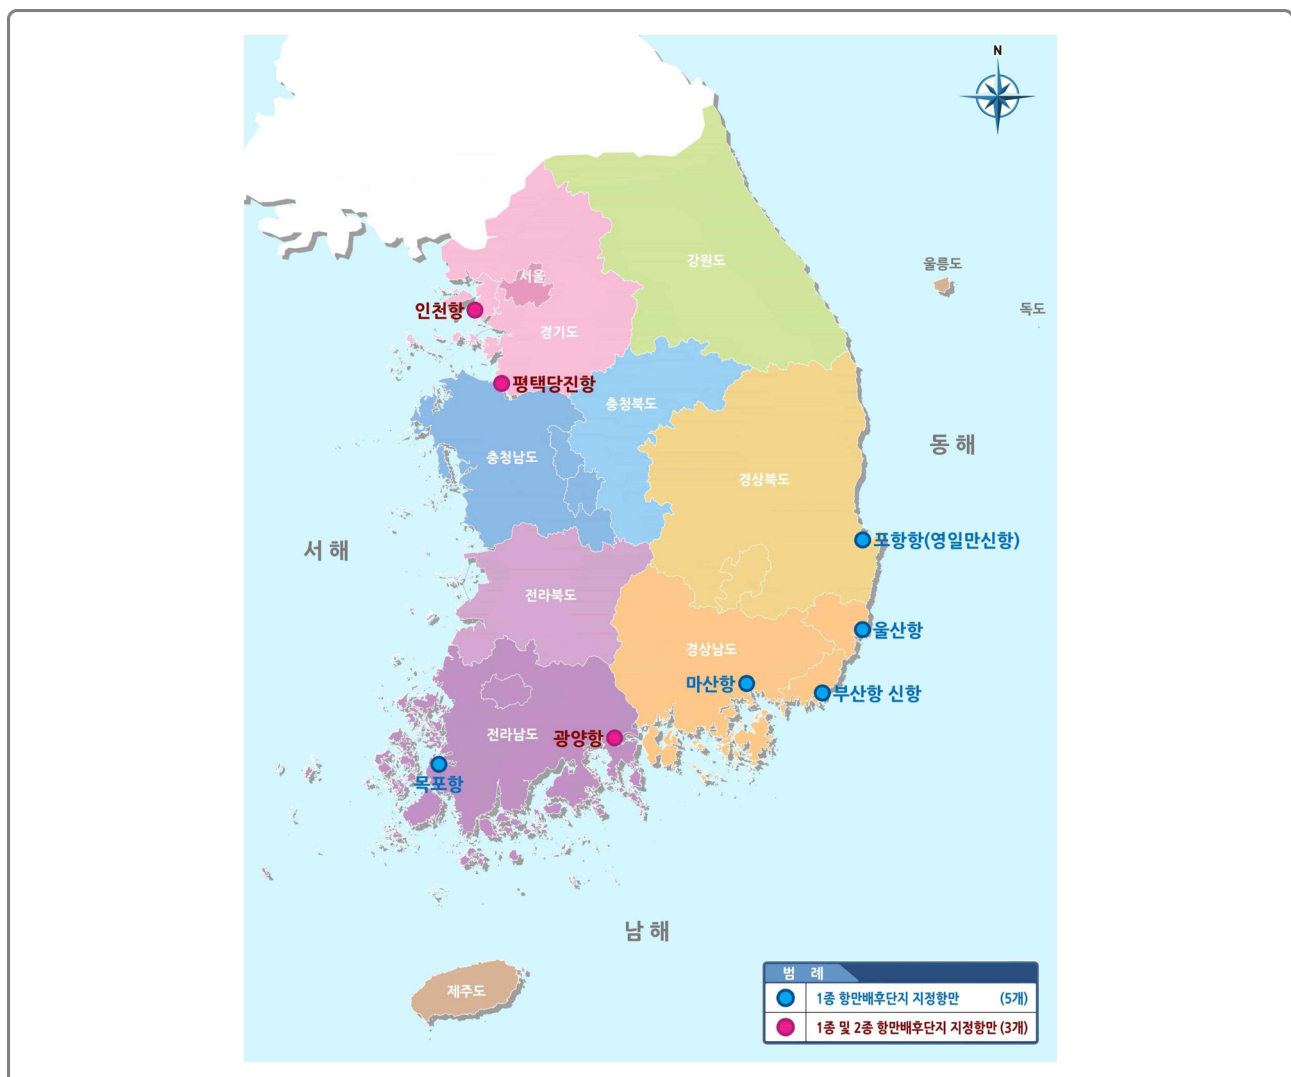 N
강원도
울릉도
서울
독도
인천항
경기도
평택당진항
충청북도
동 해
충청남도
경상북도
포항항(영일만신항)
서 해
전라북도
울산항
경상남도
마산항
부산항 신항
전라남도
광양항
목포항
남 해
제주도
범 례
1종 항만배후단지 지정항만 (5개)
1종 및 2종 항만배후단지 지정항만 (3개)